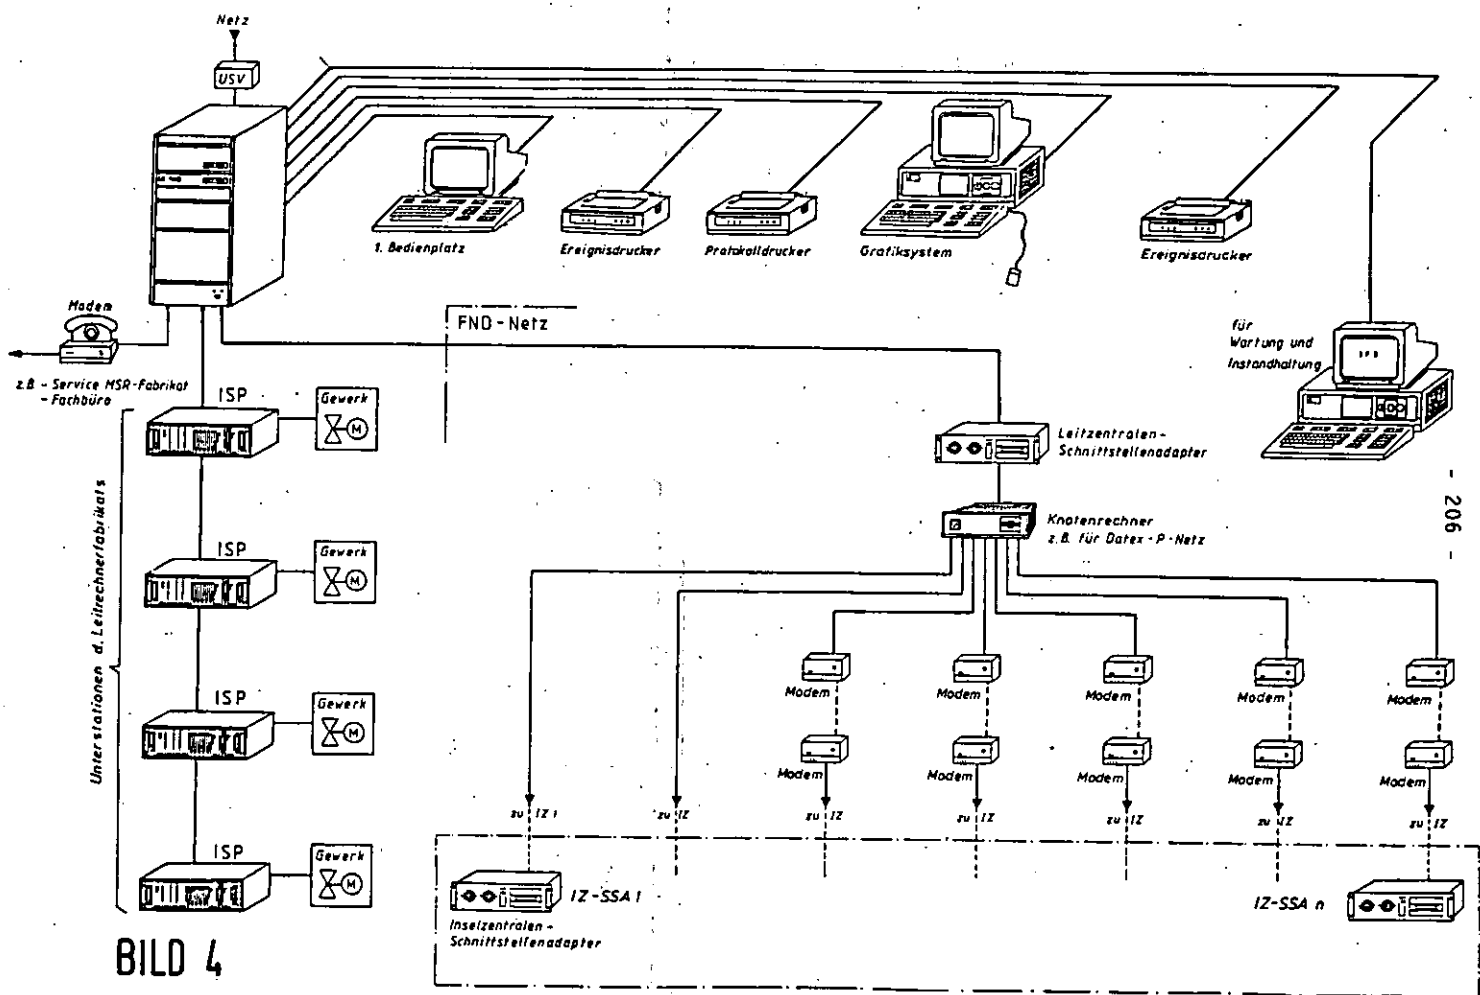 Netz
USV
1. Bedienplatz
Ereignisdrucker
Protokolldrucker
Grafiksystem
Ereignisdrucker
Modem
z.B. - Service MSR-Fabrikat
- Fachbüro
FND-Netz
für
Wartung und
Instandhaltung
- 206 -
Leitzentralen-
Schnittstellenadapter
Knotenrechner
z.B. für Datex-P-Netz
Unterstationen d. Leitrechnerfabrikats
ISP
Gewerk
M
ISP
Gewerk
M
ISP
Gewerk
M
ISP
Gewerk
M
Modem
Modem
Modem
Modem
Modem
Modem
Modem
Modem
Modem
Modem
zu IZ 1
zu IZ
zu IZ
zu IZ
zu IZ
zu IZ
zu IZ
IZ-SSA 1
Inselzentralen-
Schnittstellenadapter
IZ-SSA n
BILD 4